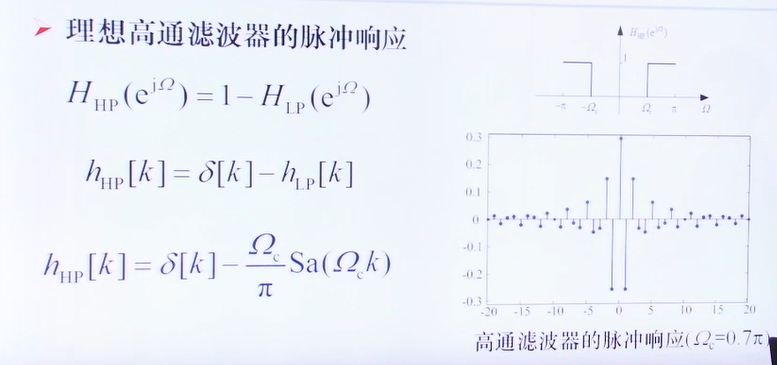 理想高通滤波器的脉冲响应
H_HP(e^jΩ)=1-H_LP(e^jΩ)
h_HP[k]=δ[k]-h_LP[k]
h_HP[k]=δ[k]-Ω_c/π Sa(Ω_c k)
H_HP(e^jΩ)
1
-π -Ω_c Ω_c π Ω
0.3
0.2
0.1
0
-0.1
-0.2
-0.3
-20 -15 -10 -5 0 5 10 15 20
高通滤波器的脉冲响应(Ω_c=0.7π)